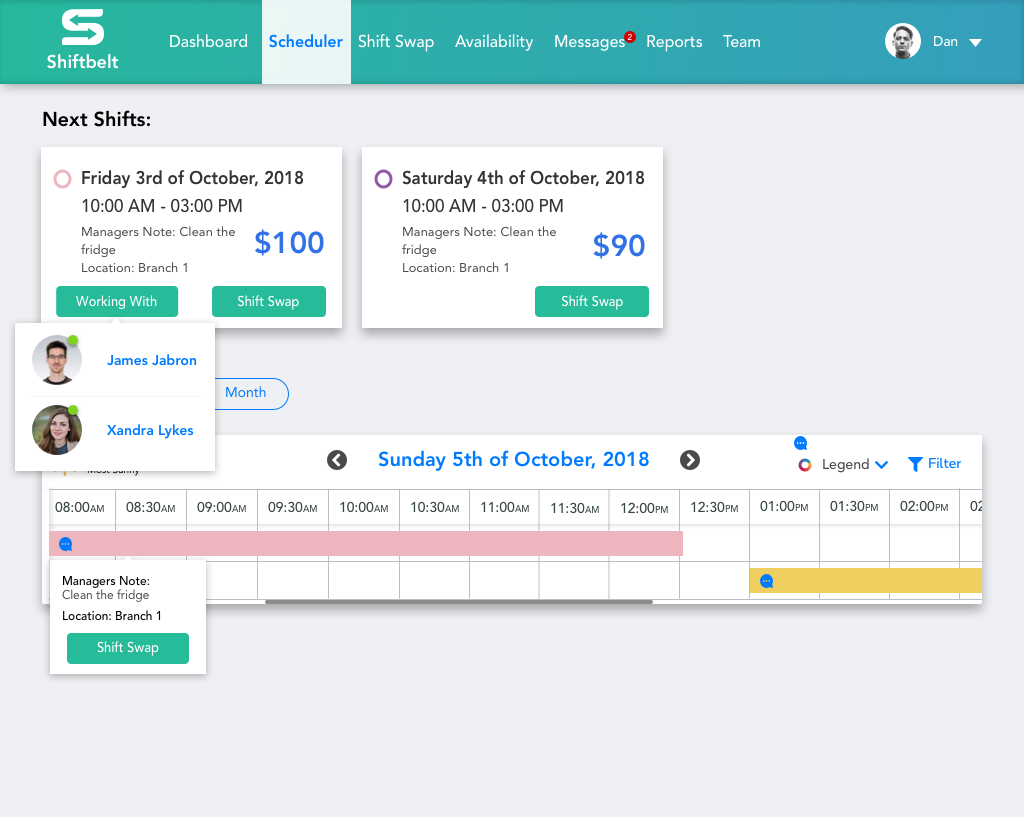 Shiftbelt
Dashboard
Scheduler
Shift Swap
Availability
Messages
2
Reports
Team
Dan
Next Shifts:
Friday 3rd of October, 2018
10:00 AM - 03:00 PM
Managers Note: Clean the
fridge
Location: Branch 1
$100
Working With
Shift Swap
Saturday 4th of October, 2018
10:00 AM - 03:00 PM
Managers Note: Clean the
fridge
Location: Branch 1
$90
Shift Swap
James Jabron
Xandra Lykes
Month
Most Sunny
Sunday 5th of October, 2018
Legend
Filter
08:00AM
08:30AM
09:00AM
09:30AM
10:00AM
10:30AM
11:00AM
11:30AM
12:00PM
12:30PM
01:00PM
01:30PM
02:00PM
02
Managers Note:
Clean the fridge
Location: Branch 1
Shift Swap